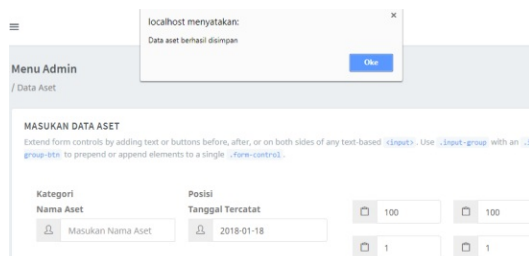 localhost menyatakan:
Data aset berhasil disimpan
Oke
Menu Admin
/ Data Aset
MASUKAN DATA ASET
Extend form controls by adding text or buttons before, after, or on both sides of any text-based <input>. Use .input-group with an .i
group-btn to prepend or append elements to a single .form-control.
Kategori
Posisi
Nama Aset
Tanggal Tercatat
Masukan Nama Aset
2018-01-18
100
100
1
1